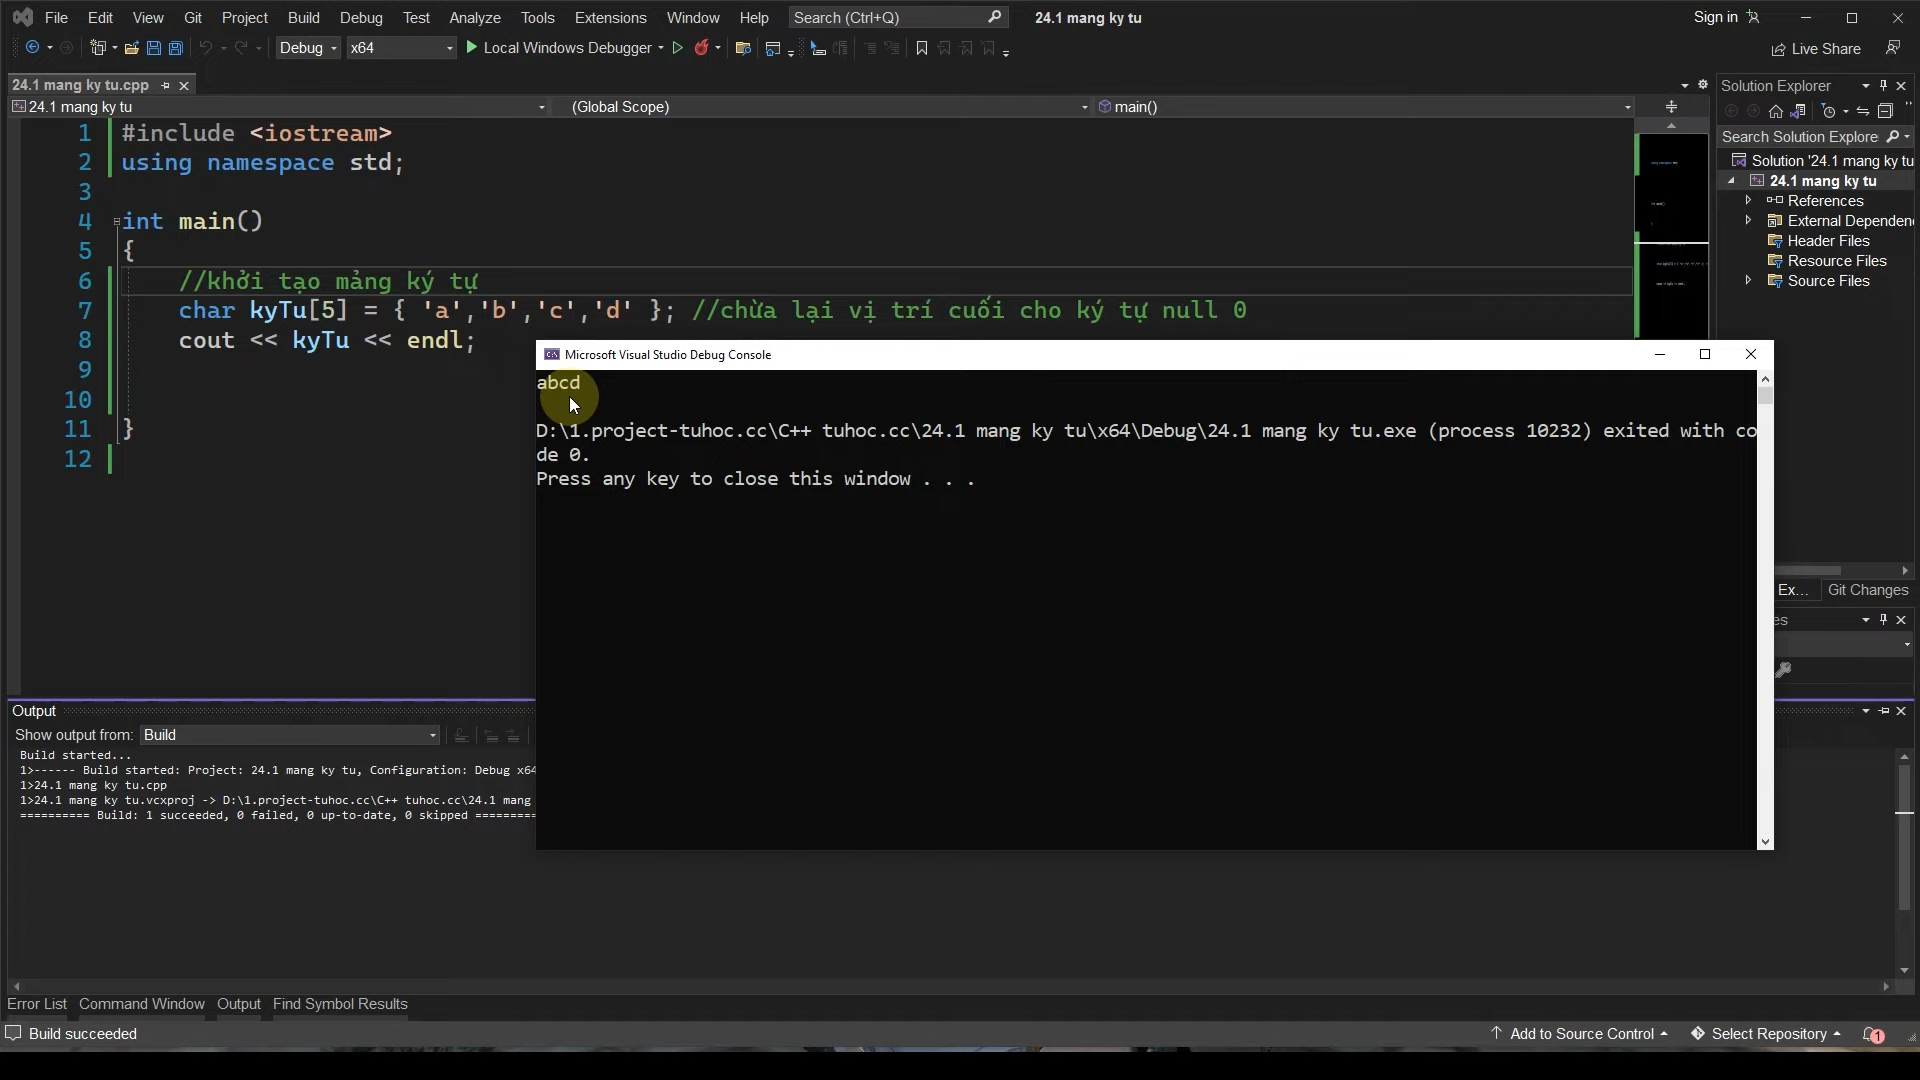 File Edit View Git Project Build Debug Test Analyze Tools Extensions Window Help Search (Ctrl+Q) 24.1 mang ky tu Sign in
Debug x64 Local Windows Debugger Live Share
24.1 mang ky tu.cpp
24.1 mang ky tu (Global Scope) main()
1 #include <iostream>
2 using namespace std;
3
4 int main()
5 {
6 //khởi tạo mảng ký tự
7 char kyTu[5] = { 'a','b','c','d' }; //chừa lại vị trí cuối cho ký tự null 0
8 cout << kyTu << endl;
9
10
11 }
12
Solution Explorer
Search Solution Explore
Solution '24.1 mang ky tu
24.1 mang ky tu
References
External Dependen
Header Files
Resource Files
Source Files
Ex... Git Changes
es
Microsoft Visual Studio Debug Console
abcd
D:\1.project-tuhoc.cc\C++ tuhoc.cc\24.1 mang ky tu\x64\Debug\24.1 mang ky tu.exe (process 10232) exited with co
de 0.
Press any key to close this window . . .
Output
Show output from: Build
Build started...
1>------ Build started: Project: 24.1 mang ky tu, Configuration: Debug x64
1>24.1 mang ky tu.cpp
1>24.1 mang ky tu.vcxproj -> D:\1.project-tuhoc.cc\C++ tuhoc.cc\24.1 mang
========== Build: 1 succeeded, 0 failed, 0 up-to-date, 0 skipped ==========
Error List Command Window Output Find Symbol Results
Build succeeded Add to Source Control Select Repository 1